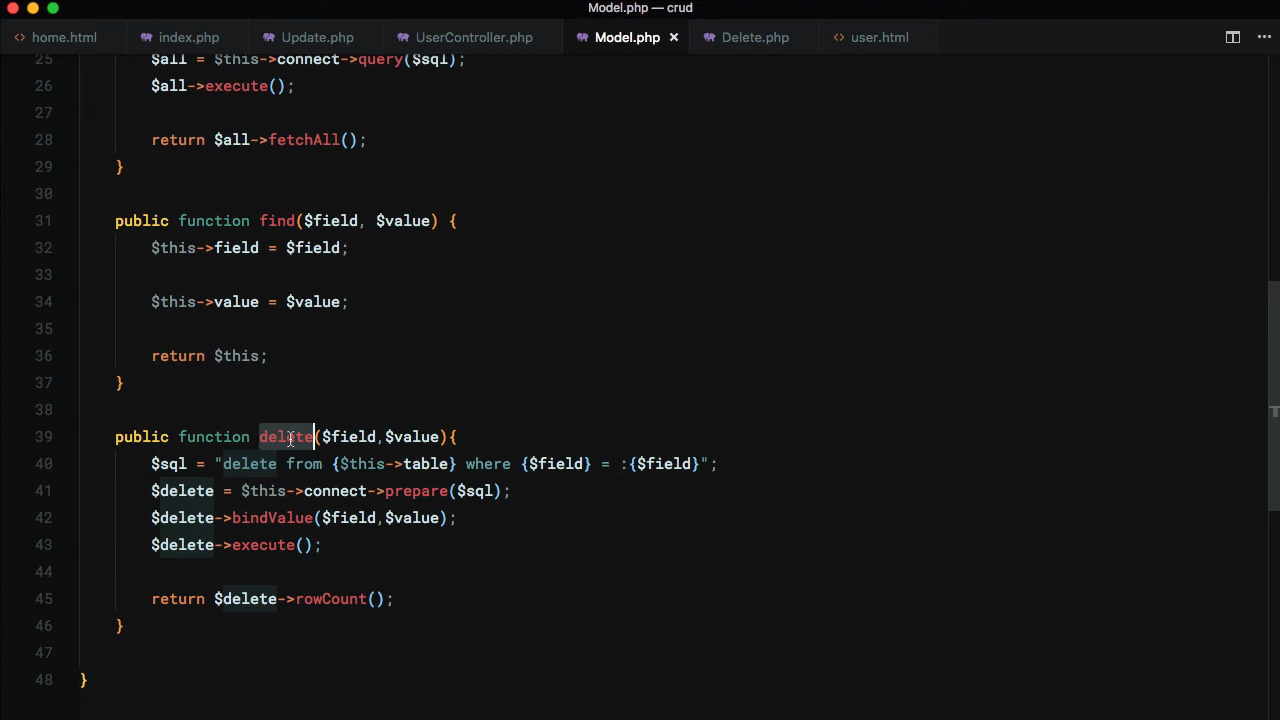 Model.php — crud
home.html index.php Update.php UserController.php Model.php × Delete.php user.html
25 $all = $this->connect->query($sql);
26 $all->execute();
27
28 return $all->fetchAll();
29 }
30
31 public function find($field, $value) {
32 $this->field = $field;
33
34 $this->value = $value;
35
36 return $this;
37 }
38
39 public function delete($field,$value){
40 $sql = "delete from {$this->table} where {$field} = :{$field}";
41 $delete = $this->connect->prepare($sql);
42 $delete->bindValue($field,$value);
43 $delete->execute();
44
45 return $delete->rowCount();
46 }
47
48 }